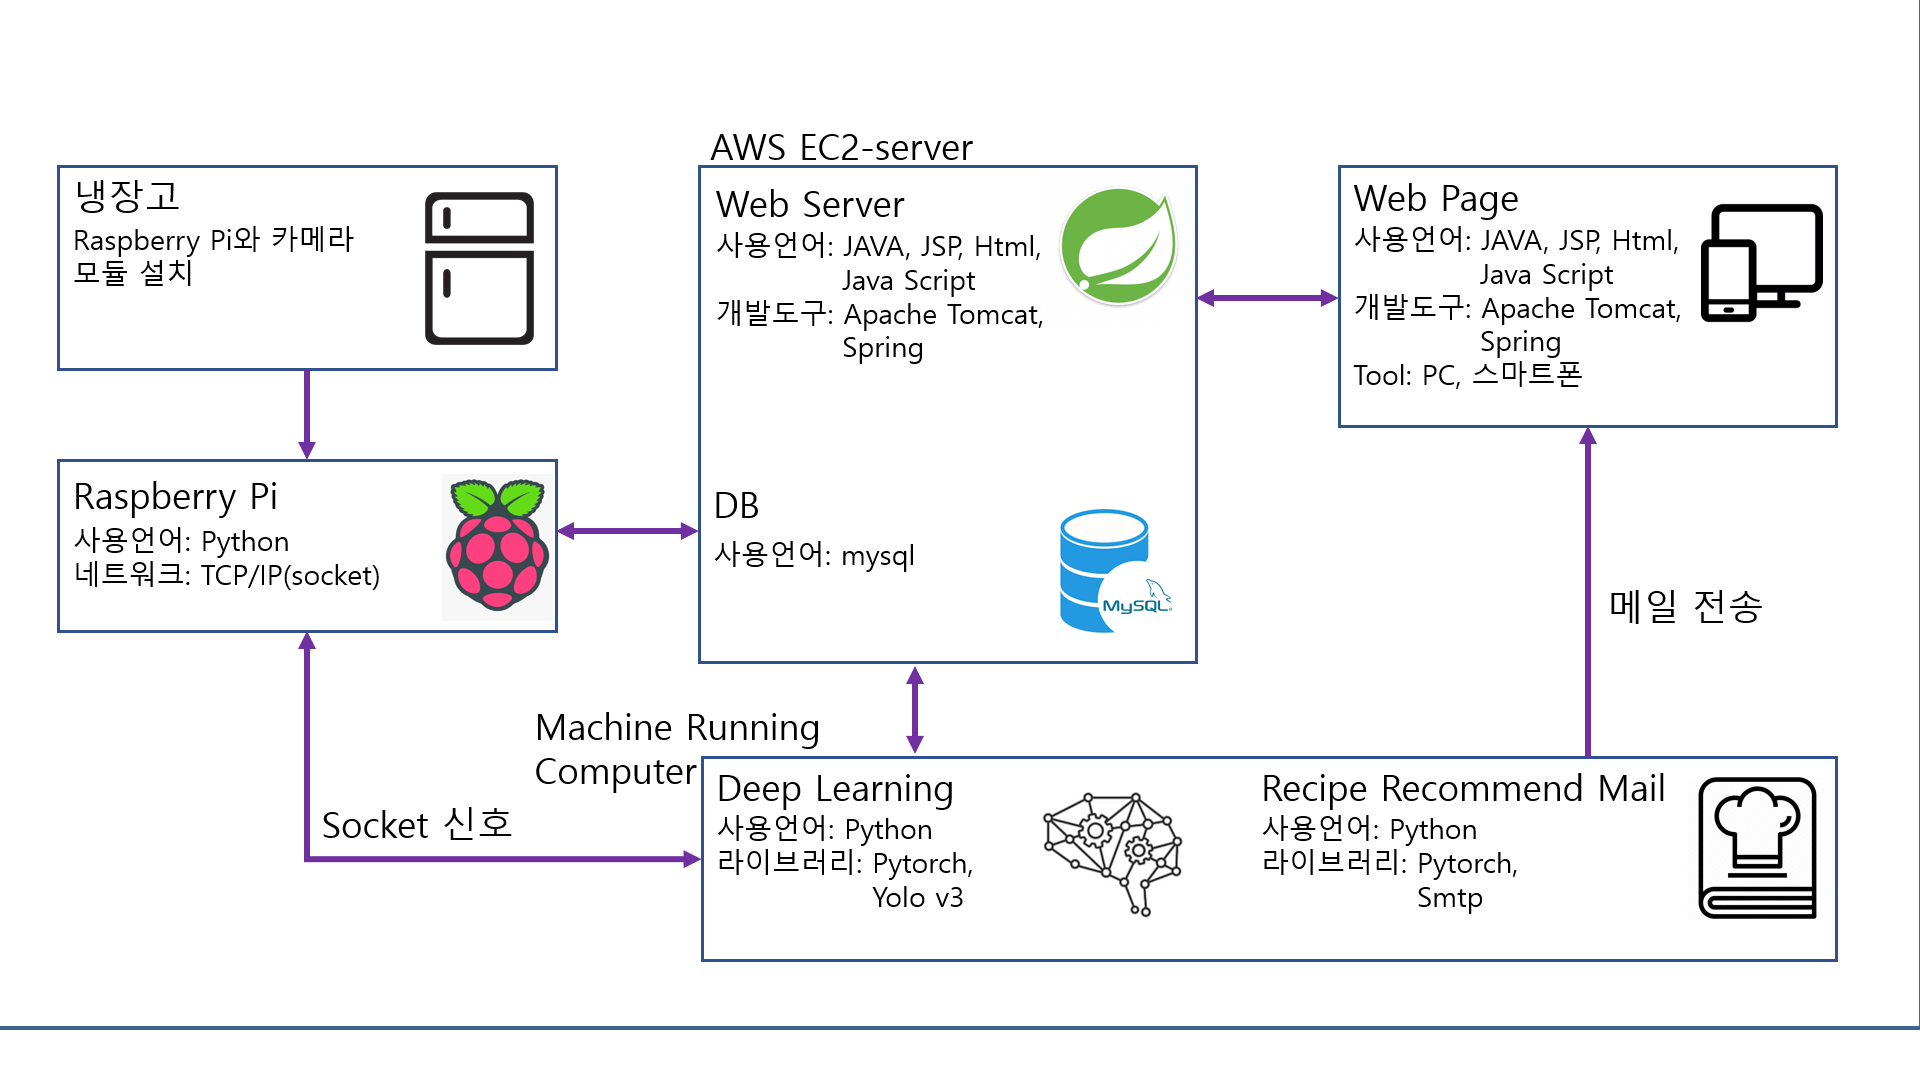 냉장고
Raspberry Pi와 카메라
모듈 설치
Raspberry Pi
사용언어: Python
네트워크: TCP/IP(socket)
Socket 신호
AWS EC2-server
Web Server
사용언어: JAVA, JSP, Html,
Java Script
개발도구: Apache Tomcat,
Spring
DB
사용언어: mysql
MySQL
Web Page
사용언어: JAVA, JSP, Html,
Java Script
개발도구: Apache Tomcat,
Spring
Tool: PC, 스마트폰
메일 전송
Machine Running
Computer
Deep Learning
사용언어: Python
라이브러리: Pytorch,
Yolo v3
Recipe Recommend Mail
사용언어: Python
라이브러리: Pytorch,
Smtp